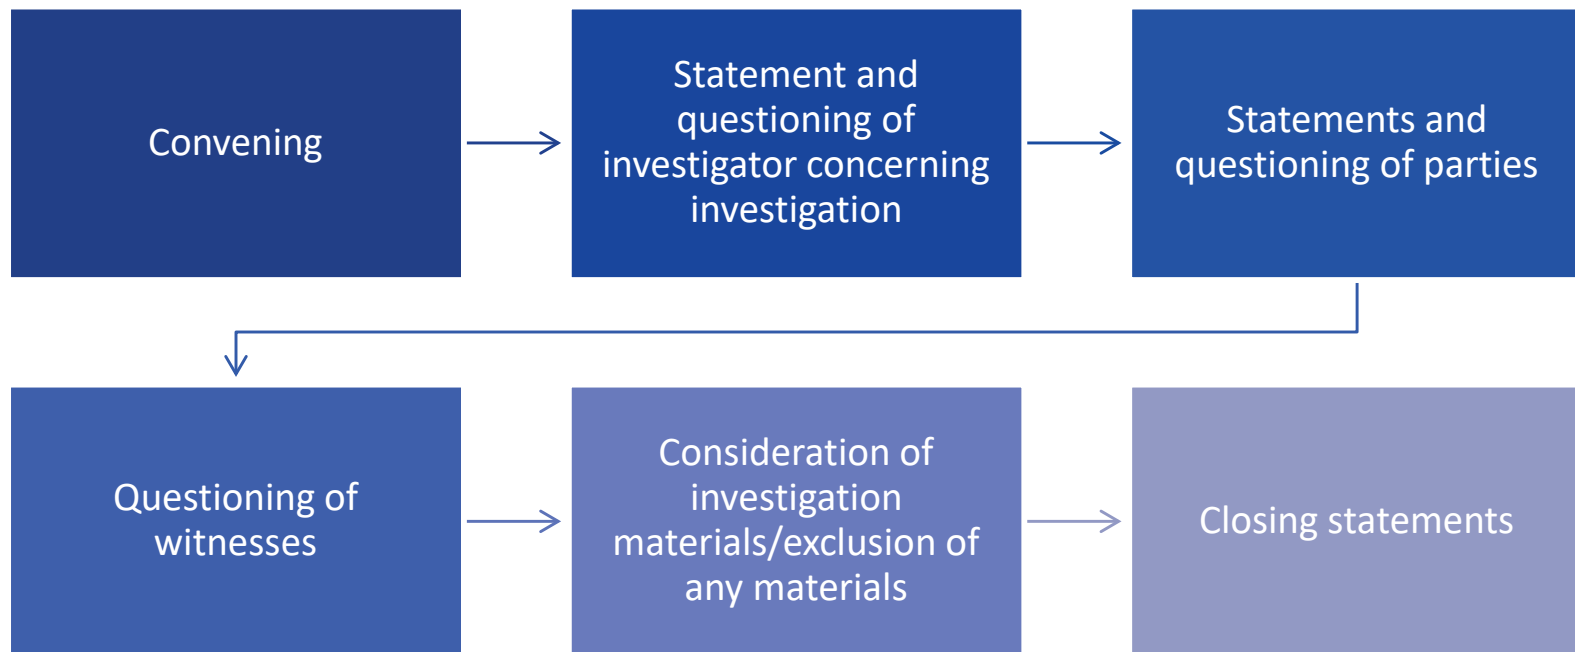 Convening
Statement and
questioning of
investigator concerning
investigation
Statements and
questioning of parties
Questioning of
witnesses
Consideration of
investigation
materials/exclusion of
any materials
Closing statements